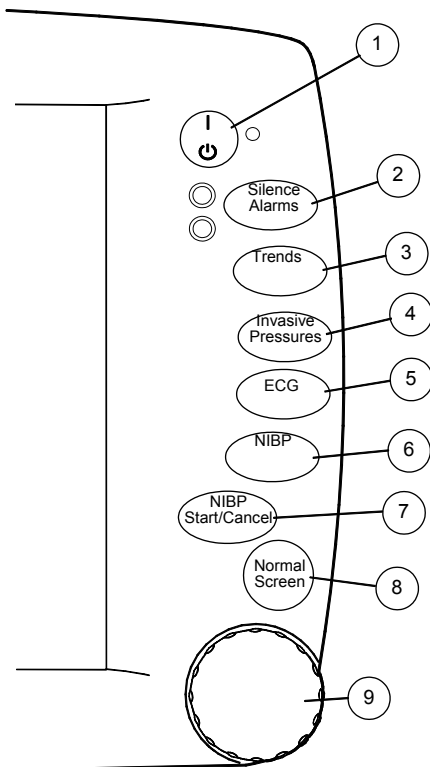 1
Silence
Alarms
2
Trends
3
Invasive
Pressures
4
ECG
5
NIBP
6
NIBP
Start/Cancel
7
Normal
Screen
8
9